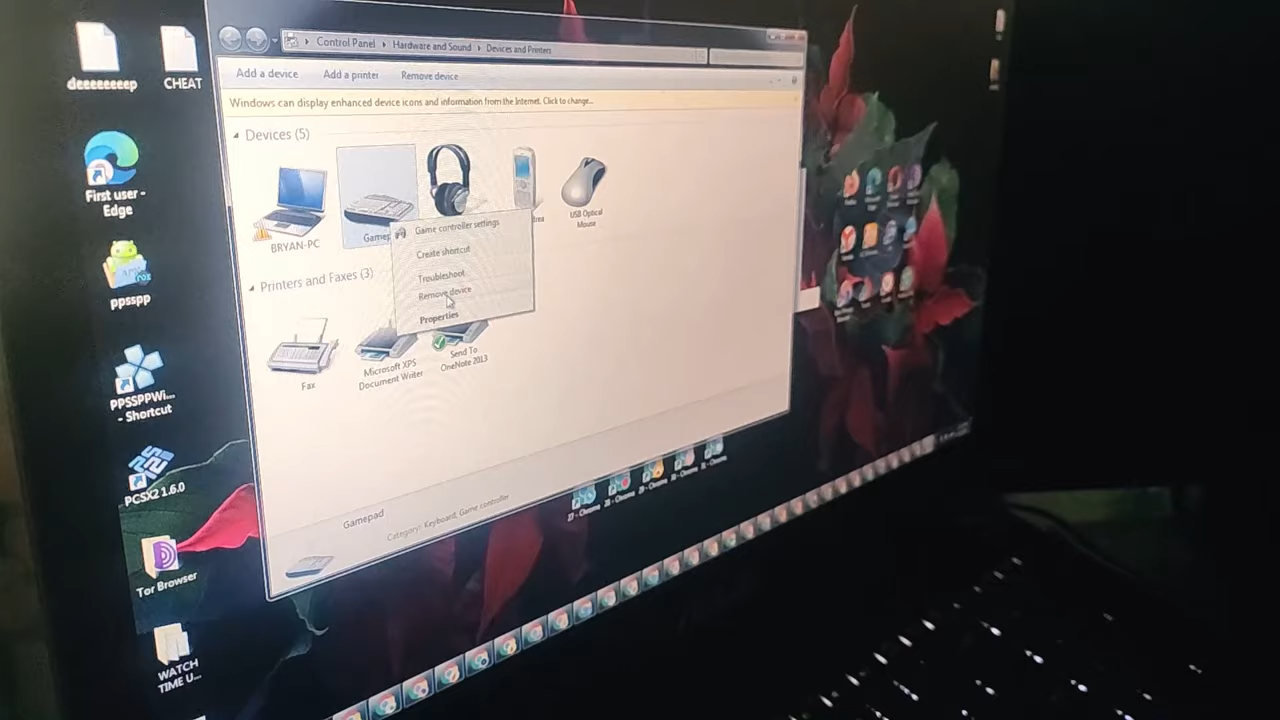 deeeeeeeep
CHEAT
First user -
Edge
ppsspp
PPSSPPWi...
- Shortcut
PCSX2 1.6.0
Tor Browser
WATCH
TIME U...
Control Panel
Hardware and Sound
Devices and Printers
Add a device
Add a printer
Remove device
Windows can display enhanced device icons and information from the Internet. Click to change...
Devices (5)
BRYAN-PC
Gamep
USB Optical
Mouse
Game controller settings
Create shortcut
Troubleshoot
Remove device
Properties
Printers and Faxes (3)
Fax
Microsoft XPS
Document Writer
Send To
OneNote 2013
Gamepad
Category: Keyboard, Game controller